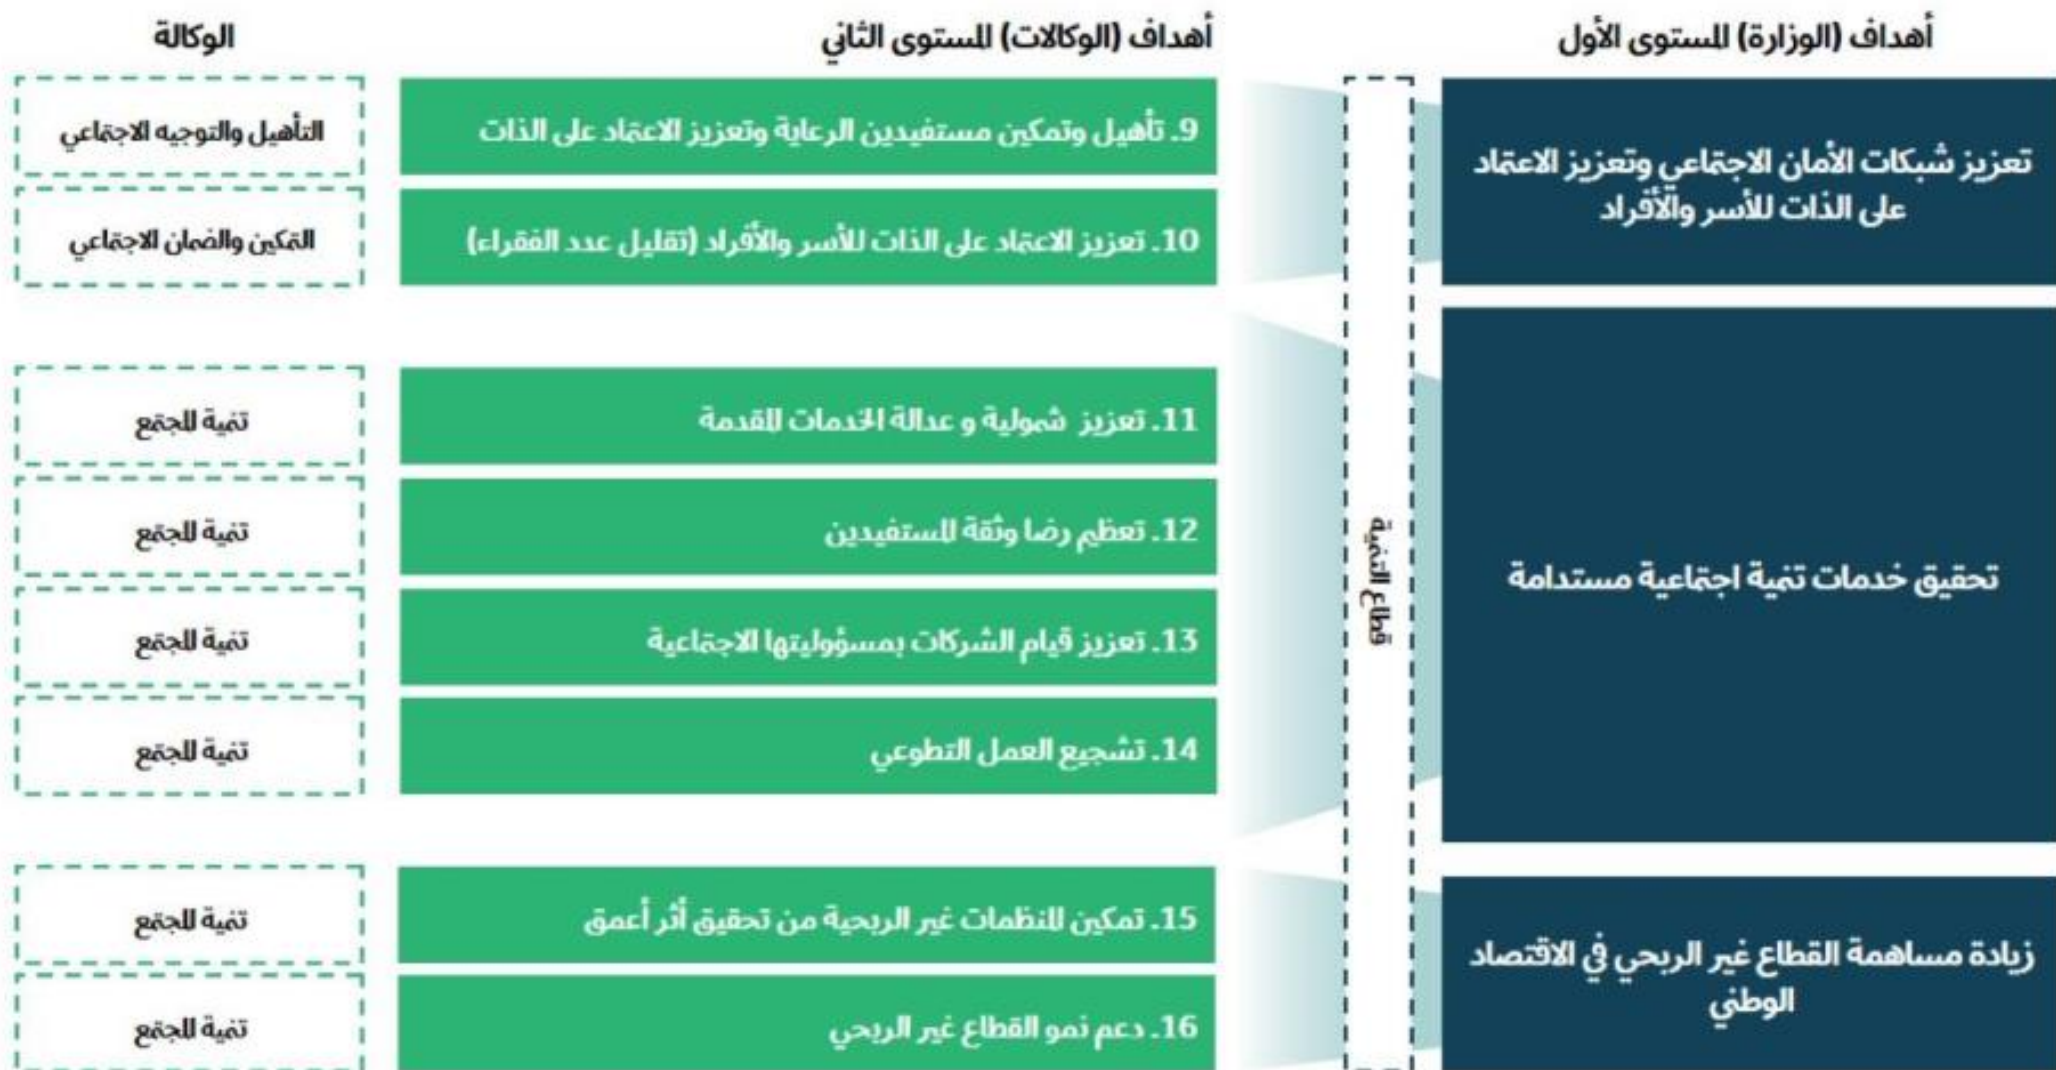 أهداف (الوزارة) المستوى الأول
أهداف (الوكالات) المستوى الثاني
الوكالة
تعزيز شبكات الأمان الاجتماعي وتعزيز الاعتماد
على الذات للأسر والأفراد
قطاع التنمية
9. تأهيل وتمكين مستفيدين الرعاية وتعزيز الاعتماد على الذات
التأهيل والتوجيه الاجتماعي
10. تعزيز الاعتماد على الذات للأسر والأفراد (تقليل عدد الفقراء)
التمكين والضمان الاجتماعي
تحقيق خدمات تنمية اجتماعية مستدامة
11. تعزيز شمولية و عدالة الخدمات المقدمة
تنمية المجتمع
12. تعظيم رضا وثقة المستفيدين
تنمية المجتمع
13. تعزيز قيام الشركات بمسؤوليتها الاجتماعية
تنمية المجتمع
14. تشجيع العمل التطوعي
تنمية المجتمع
زيادة مساهمة القطاع غير الربحي في الاقتصاد
الوطني
15. تمكين المنظمات غير الربحية من تحقيق أثر أعمق
تنمية المجتمع
16. دعم نمو القطاع غير الربحي
تنمية المجتمع